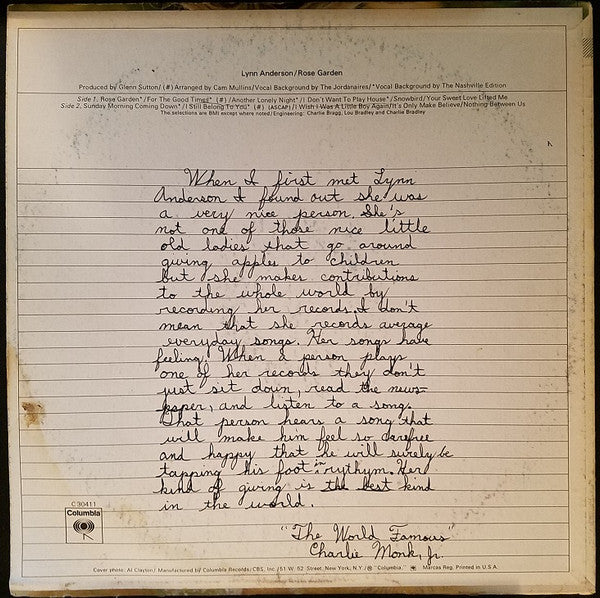 Lynn Anderson/Rose Garden
Produced by Glenn Sutton/(#) Arranged by Cam Mullins/Vocal Background by The Jordanaires/*Vocal Background by The Nashville Edition
Side 1. Rose Garden*/For The Good Times* (#)/Another Lonely Night*/I Don't Want To Play House*/Snowbird/Your Sweet Love Lifted Me
Side 2. Sunday Morning Coming Down*/I Still Belong To You* (#) (ASCAP)/I Wish I Was A Little Boy Again/It's Only Make Believe/Nothing Between Us
The selections are BMI except where noted/Engineering: Charlie Bragg, Lou Bradley and Charlie Bradley
When I first met Lynn
Anderson I found out she was
a very nice person. She's
not one of those nice little
old ladies that go around
giving apples to children
but she makes contributions
to the whole world by
recording her records. I don't
mean that she records average
everyday songs. Her songs have
feeling. When a person plays
one of her records they don't
just sit down, read the news-
paper, and listen to a song.
That person hears a song that
will make him feel so carefree
and happy that he will surely be
tapping his foot in rythym. Her
kind of giving is the best kind
in the world.
"The World Famous"
Charlie Monk, Jr.
C 30411
Columbia
Cover photo: Al Clayton/Manufactured by Columbia Records/CBS, Inc./51 W. 52 Street, New York, N.Y./® "Columbia," Marcas Reg. Printed in U.S.A.